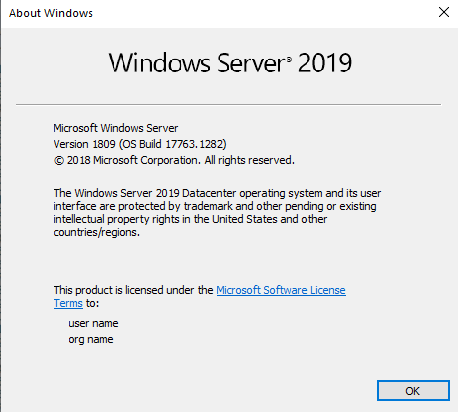 About Windows
Windows Server® 2019
Microsoft Windows Server
Version 1809 (OS Build 17763.1282)
© 2018 Microsoft Corporation. All rights reserved.
The Windows Server 2019 Datacenter operating system and its user
interface are protected by trademark and other pending or existing
intellectual property rights in the United States and other
countries/regions.
This product is licensed under the Microsoft Software License
Terms to:
user name
org name
OK